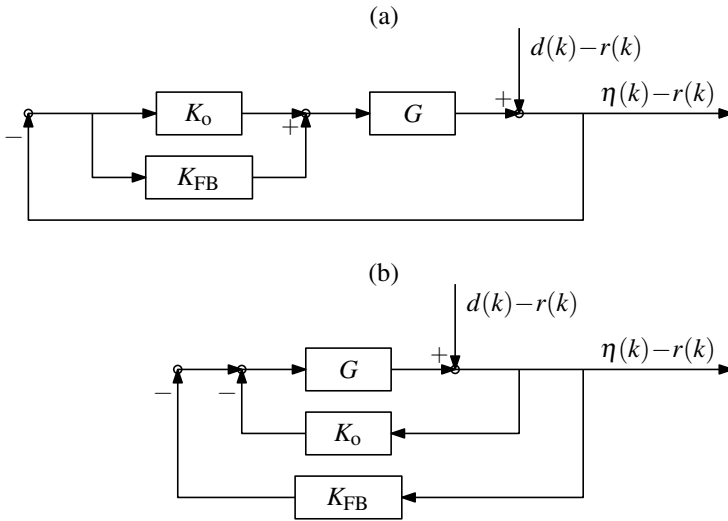 (a)
d(k)−r(k)
η(k)−r(k)
K_o
G
K_FB
+
+
−
(b)
d(k)−r(k)
η(k)−r(k)
G
+
−
−
K_o
K_FB